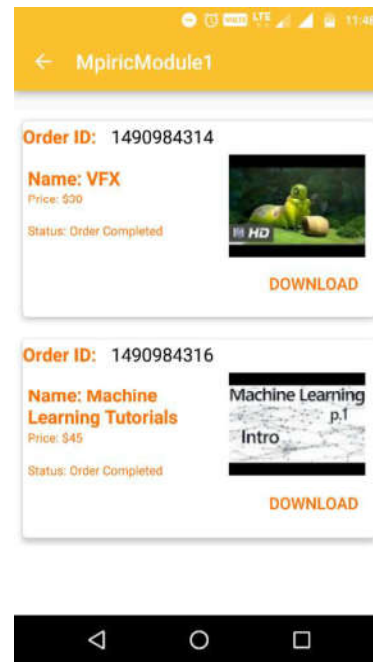 LTE 11:48
MpiricModule1
Order ID: 1490984314
Name: VFX
Price: $30
Status: Order Completed
HD
DOWNLOAD
Order ID: 1490984316
Name: Machine
Learning Tutorials
Price: $45
Status: Order Completed
Machine Learning
p.1
Intro
DOWNLOAD